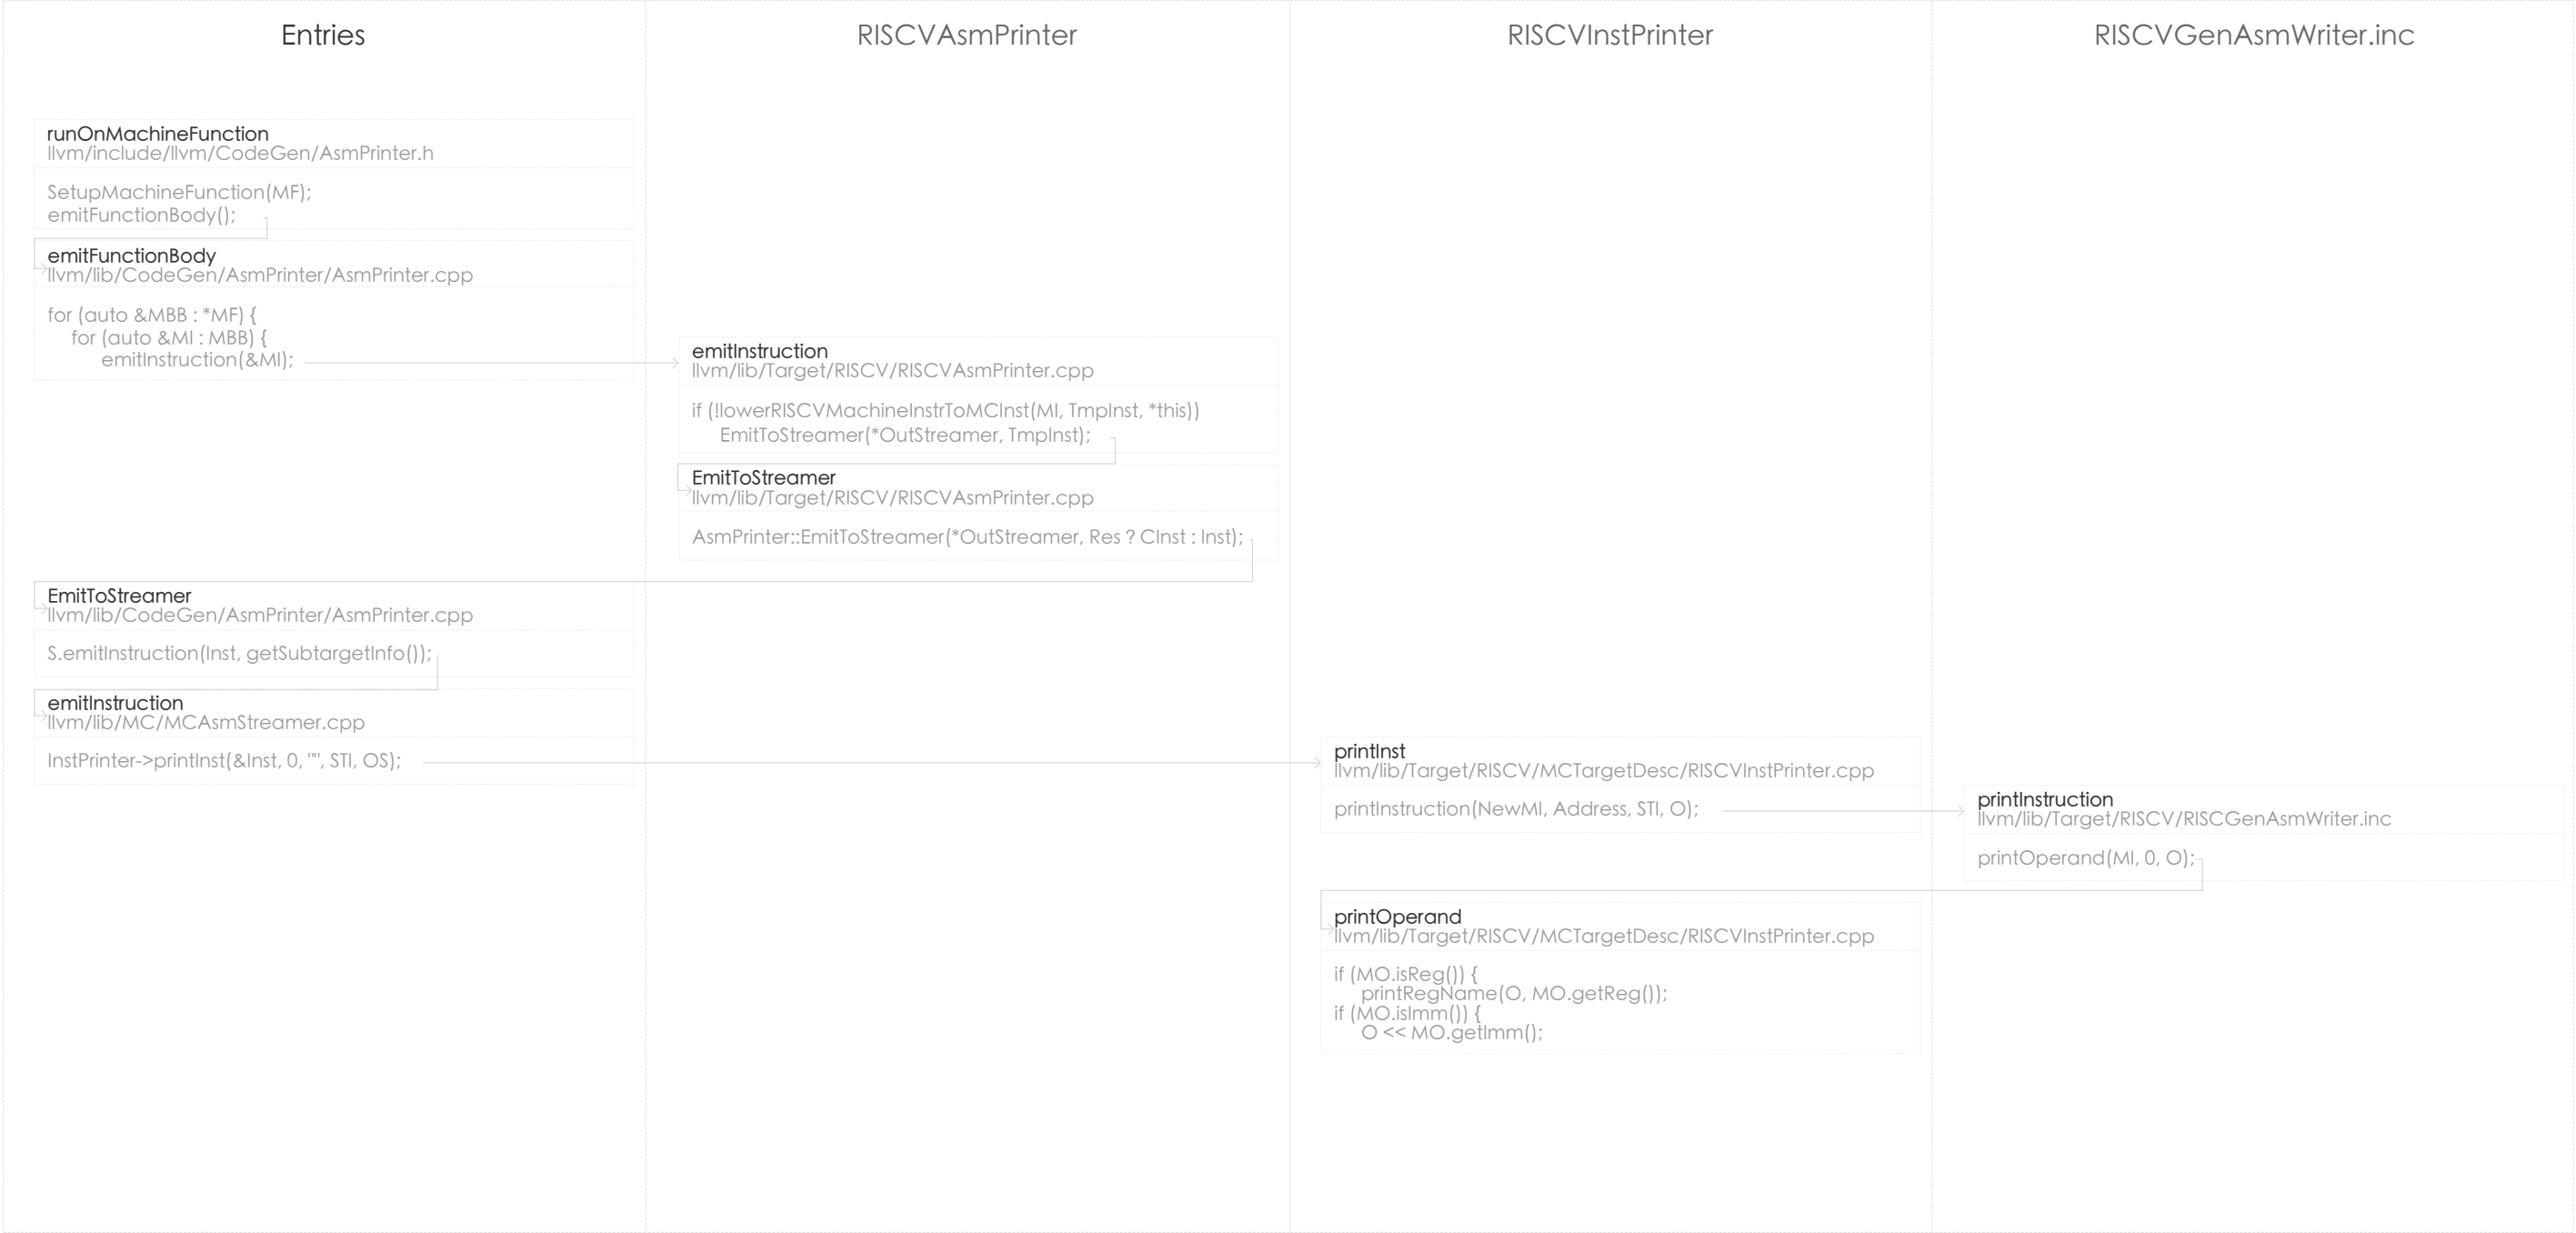 Entries
RISCVAsmPrinter
RISCVInstPrinter
RISCVGenAsmWriter.inc
runOnMachineFunction
llvm/include/llvm/CodeGen/AsmPrinter.h
SetupMachineFunction(MF);
emitFunctionBody();
emitFunctionBody
llvm/lib/CodeGen/AsmPrinter/AsmPrinter.cpp
for (auto &MBB : *MF) {
for (auto &MI : MBB) {
emitInstruction(&MI);
emitInstruction
llvm/lib/Target/RISCV/RISCVAsmPrinter.cpp
if (!lowerRISCVMachineInstrToMCInst(MI, TmpInst, *this))
EmitToStreamer(*OutStreamer, TmpInst);
EmitToStreamer
llvm/lib/Target/RISCV/RISCVAsmPrinter.cpp
AsmPrinter::EmitToStreamer(*OutStreamer, Res ? CInst : Inst);
EmitToStreamer
llvm/lib/CodeGen/AsmPrinter/AsmPrinter.cpp
S.emitInstruction(Inst, getSubtargetInfo());
emitInstruction
llvm/lib/MC/MCAsmStreamer.cpp
InstPrinter->printInst(&Inst, 0, "", STI, OS);
printInst
llvm/lib/Target/RISCV/MCTargetDesc/RISCVInstPrinter.cpp
printInstruction(NewMI, Address, STI, O);
printInstruction
llvm/lib/Target/RISCV/RISCGenAsmWriter.inc
printOperand(MI, 0, O);
printOperand
llvm/lib/Target/RISCV/MCTargetDesc/RISCVInstPrinter.cpp
if (MO.isReg()) {
printRegName(O, MO.getReg());
if (MO.isImm()) {
O << MO.getImm();